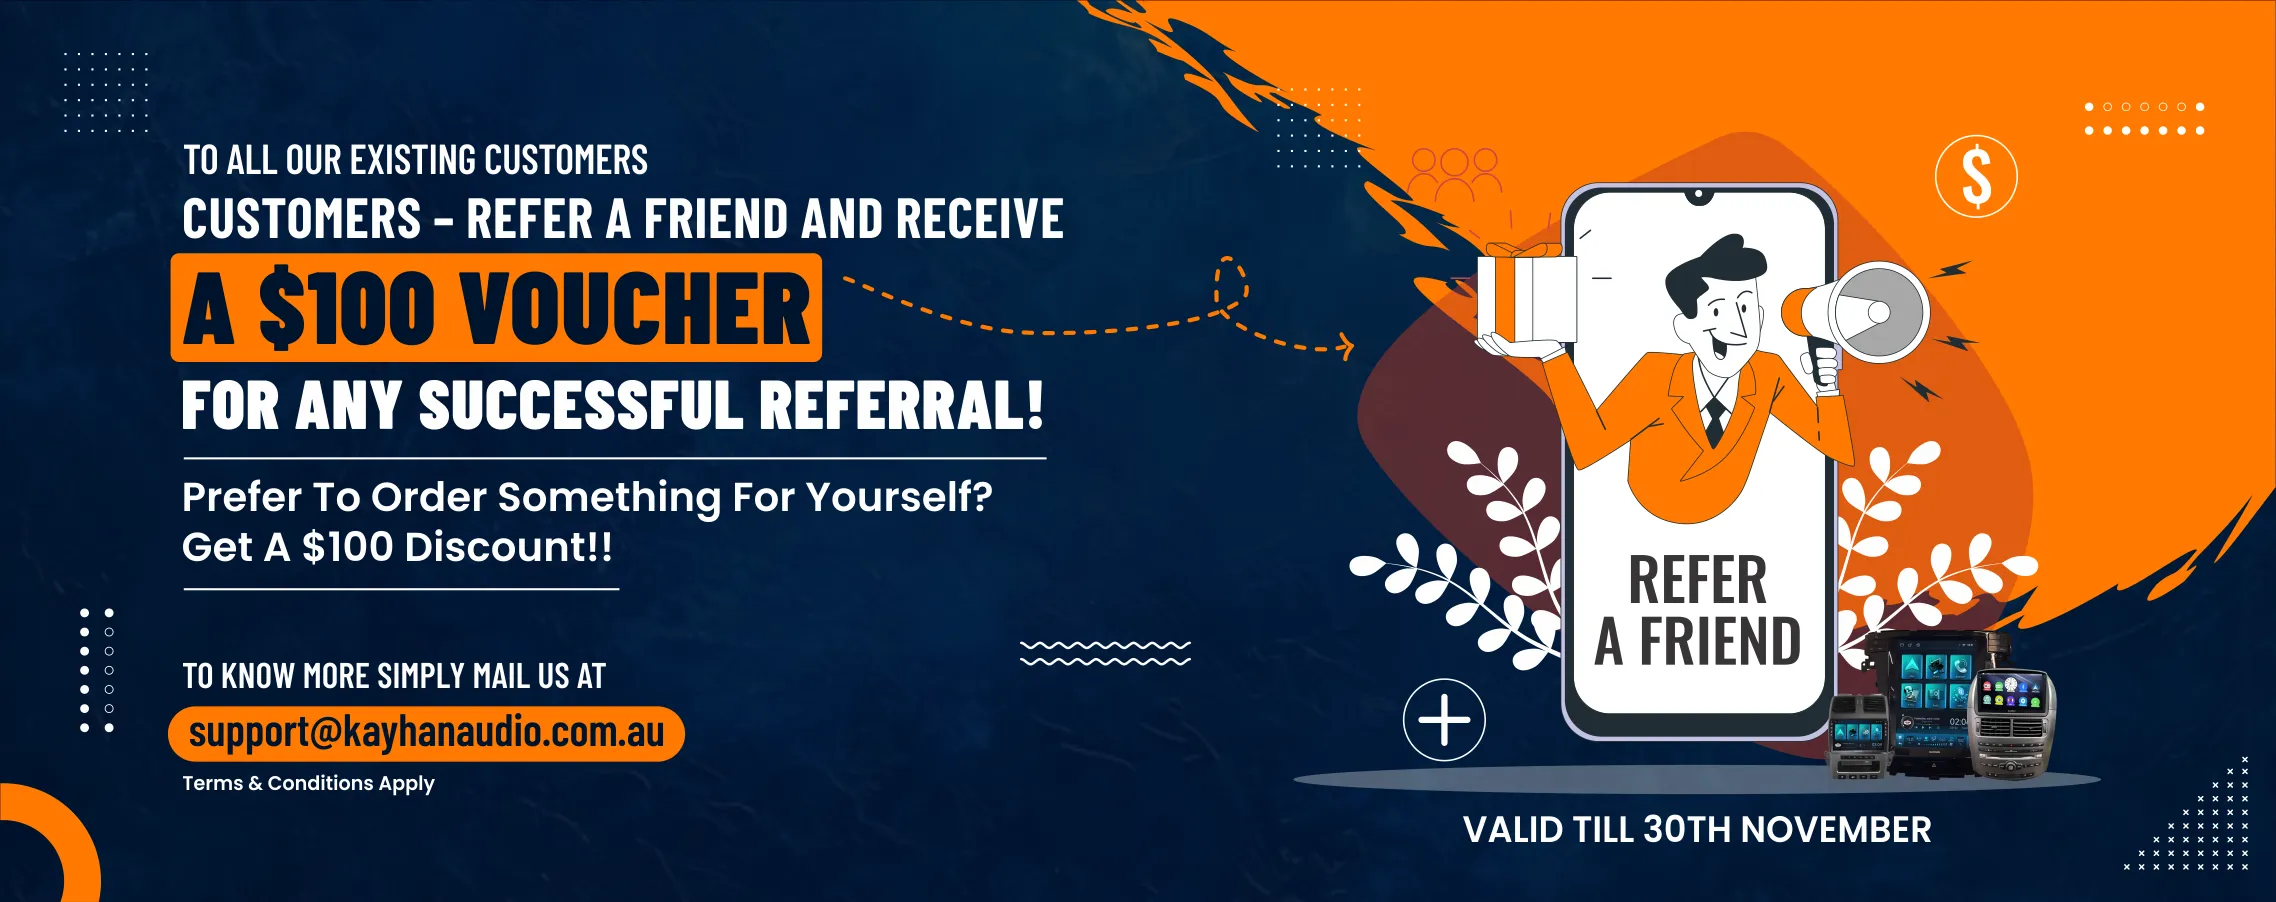 TO ALL OUR EXISTING CUSTOMERS
CUSTOMERS - REFER A FRIEND AND RECEIVE
A $100 VOUCHER
FOR ANY SUCCESSFUL REFERRAL!
Prefer To Order Something For Yourself?
Get A $100 Discount!!
TO KNOW MORE SIMPLY MAIL US AT
support@kayhanaudio.com.au
Terms & Conditions Apply
$
REFER
A FRIEND
VALID TILL 30TH NOVEMBER